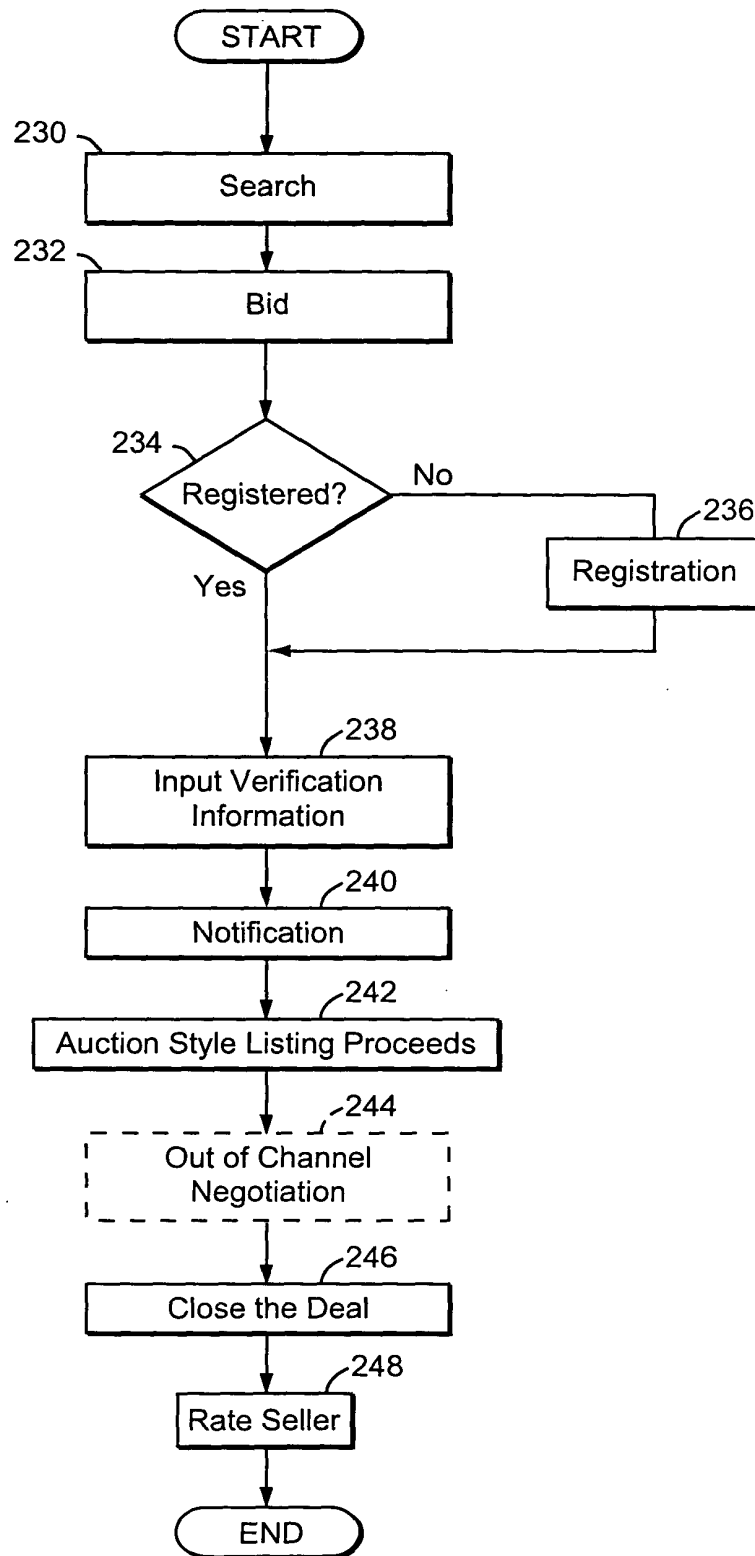 START
230
Search
232
Bid
234
Registered?
No
236
Registration
Yes
238
Input Verification
Information
240
Notification
242
Auction Style Listing Proceeds
244
Out of Channel
Negotiation
246
Close the Deal
248
Rate Seller
END